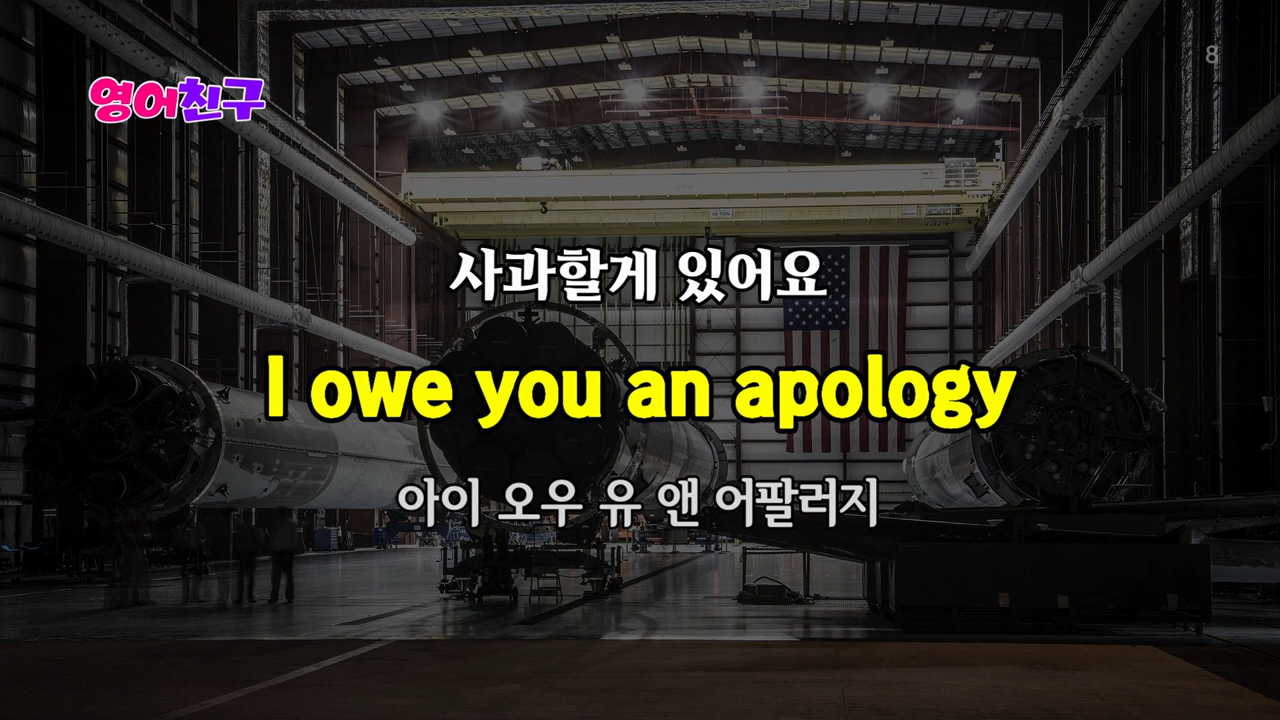 8
영어친구
3
사과할게 있어요
I owe you an apology
아이 오우 유 앤 어팔러지